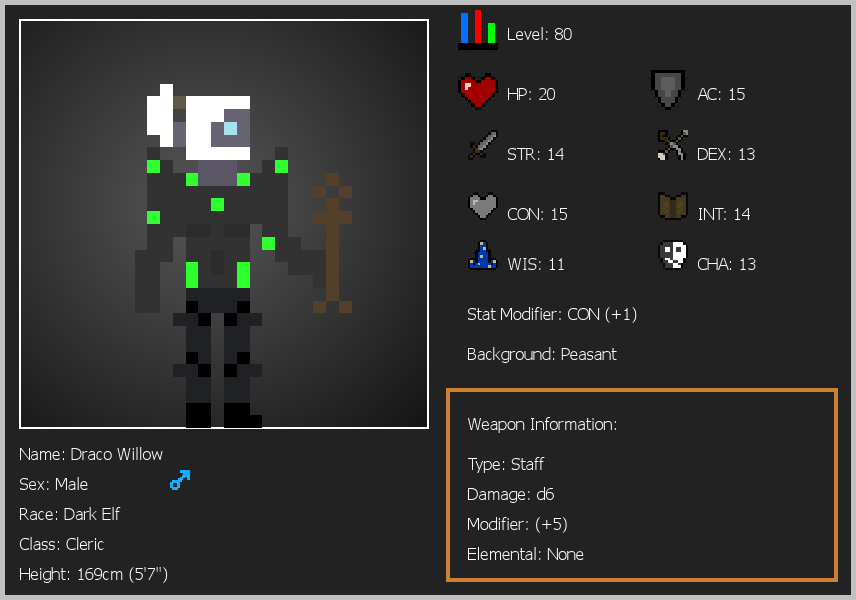 Level: 80
HP: 20
AC: 15
STR: 14
DEX: 13
CON: 15
INT: 14
WIS: 11
CHA: 13
Stat Modifier: CON (+1)
Background: Peasant
Weapon Information:
Type: Staff
Damage: d6
Modifier: (+5)
Elemental: None
Name: Draco Willow
Sex: Male
Race: Dark Elf
Class: Cleric
Height: 169cm (5'7")